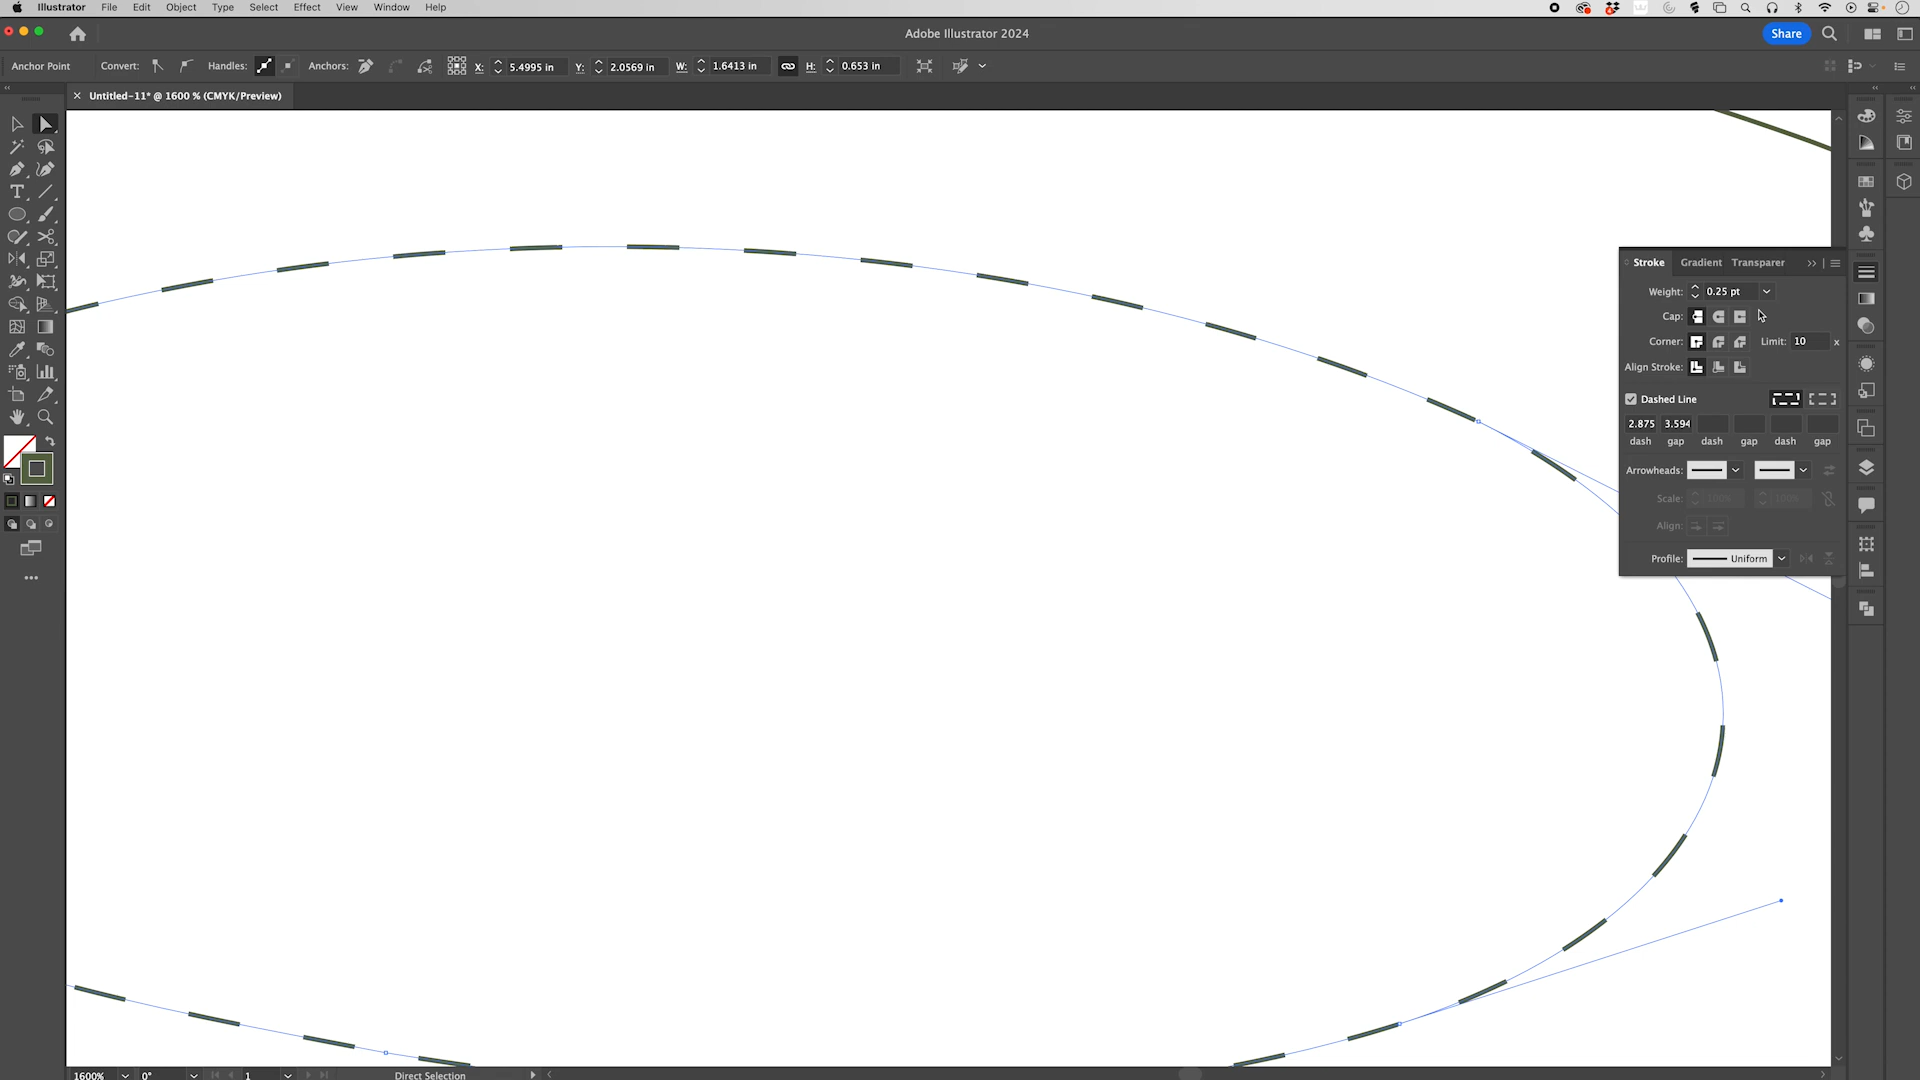 Illustrator File Edit Object Type Select Effect View Window Help
Adobe Illustrator 2024
Share
Anchor Point Convert: Handles: Anchors: X: 5.4995 in Y: 2.0569 in W: 1.6413 in H: 0.653 in
× Untitled-11* @ 1600 % (CMYK/Preview)
Stroke Gradient Transparer
Weight: 0.25 pt
Cap:
Corner: Limit: 10 x
Align Stroke:
Dashed Line
2.875 3.594
dash gap dash gap dash gap
Arrowheads:
Scale: 100% 100%
Align:
Profile: Uniform
1600% 0° 1 Direct Selection